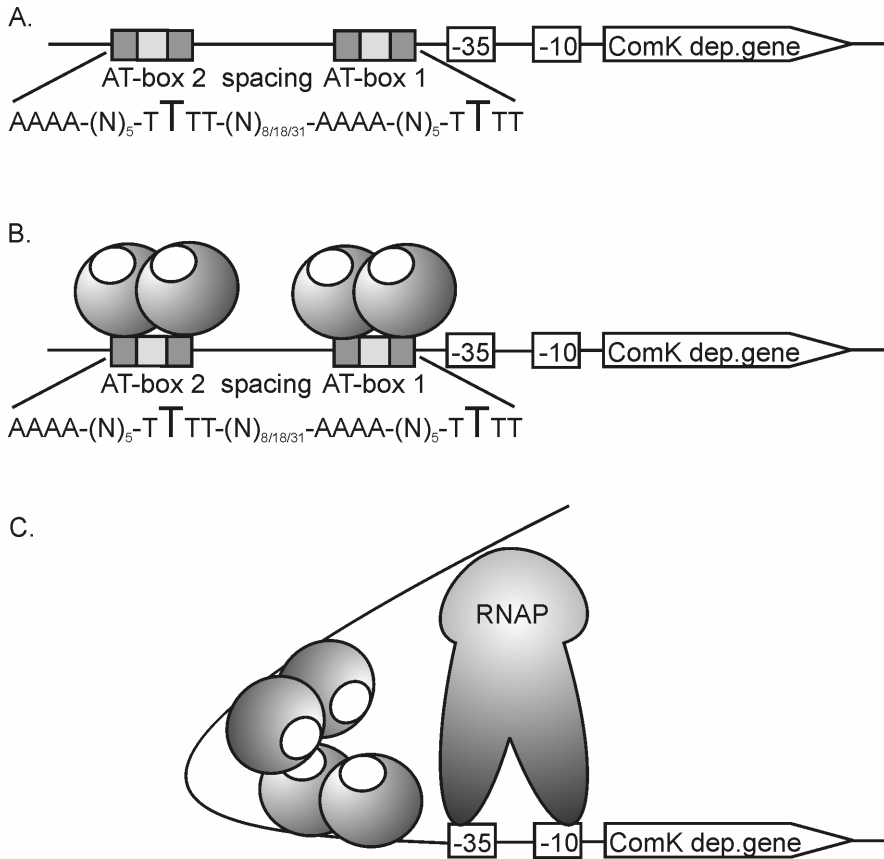 A.
-35 -10 ComK dep.gene
AT-box 2 spacing AT-box 1
AAAA-(N)5-TTTT-(N)8/18/31-AAAA-(N)5-TTTT
B.
-35 -10 ComK dep.gene
AT-box 2 spacing AT-box 1
AAAA-(N)5-TTTT-(N)8/18/31-AAAA-(N)5-TTTT
C.
RNAP
-35 -10 ComK dep.gene